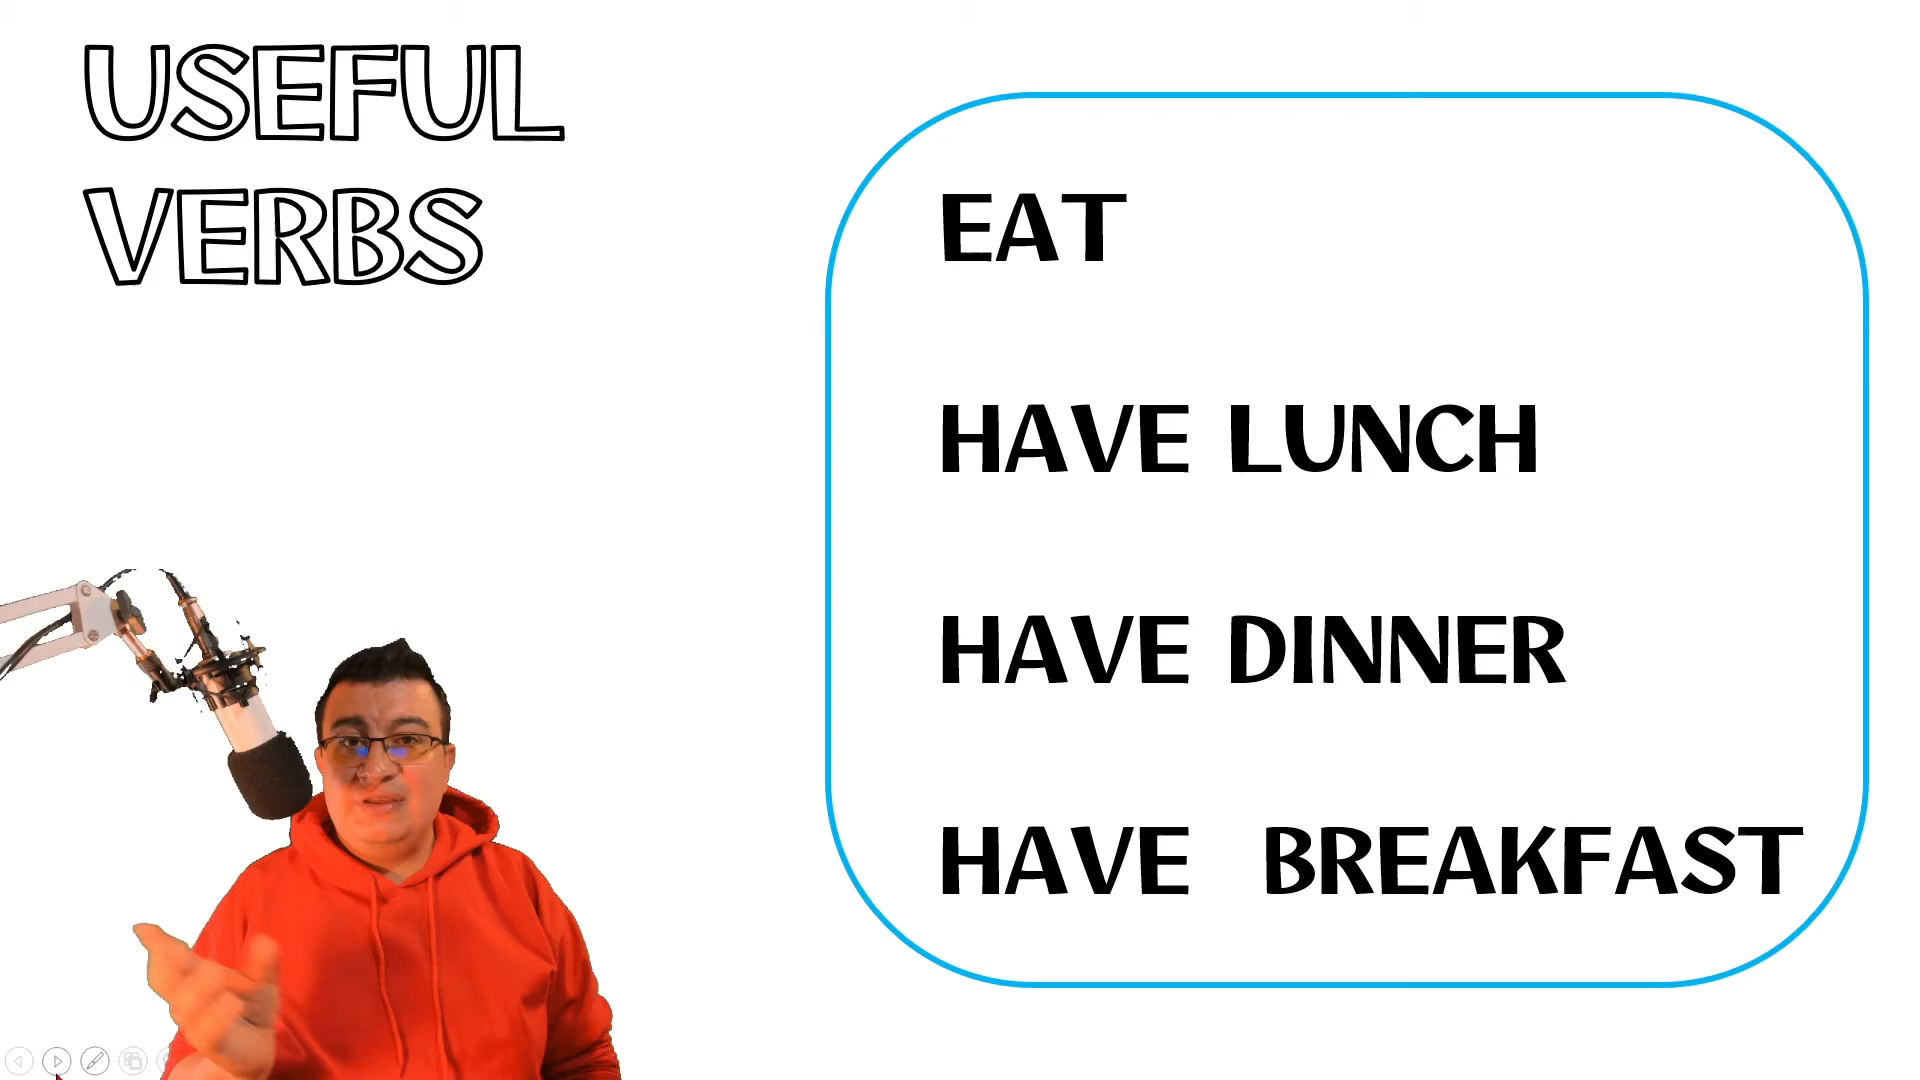 USEFUL
VERBS
EAT
HAVE LUNCH
HAVE DINNER
HAVE BREAKFAST